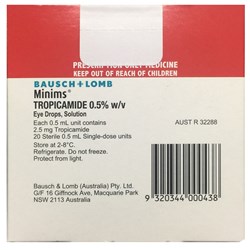 PRESCRIPTION ONLY MEDICINE
KEEP OUT OF REACH OF CHILDREN
BAUSCH + LOMB
Minims®
TROPICAMIDE 0.5% w/v
Eye Drops, Solution
Each 0.5 mL unit contains
2.5 mg Tropicamide
20 Sterile 0.5 mL Single-dose units
AUST R 32288
Store at 2-8°C.
Refrigerate. Do not freeze.
Protect from light.
Bausch & Lomb (Australia) Pty. Ltd.
G/F 16 Giffnock Ave, Macquarie Park
NSW 2113 Australia
9 320344 000438